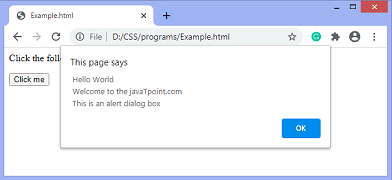 Example.html
File | D:/CSS/programs/Example.html
Click the foll
Click me
This page says
Hello World
Welcome to the javaTpoint.com
This is an alert dialog box
OK